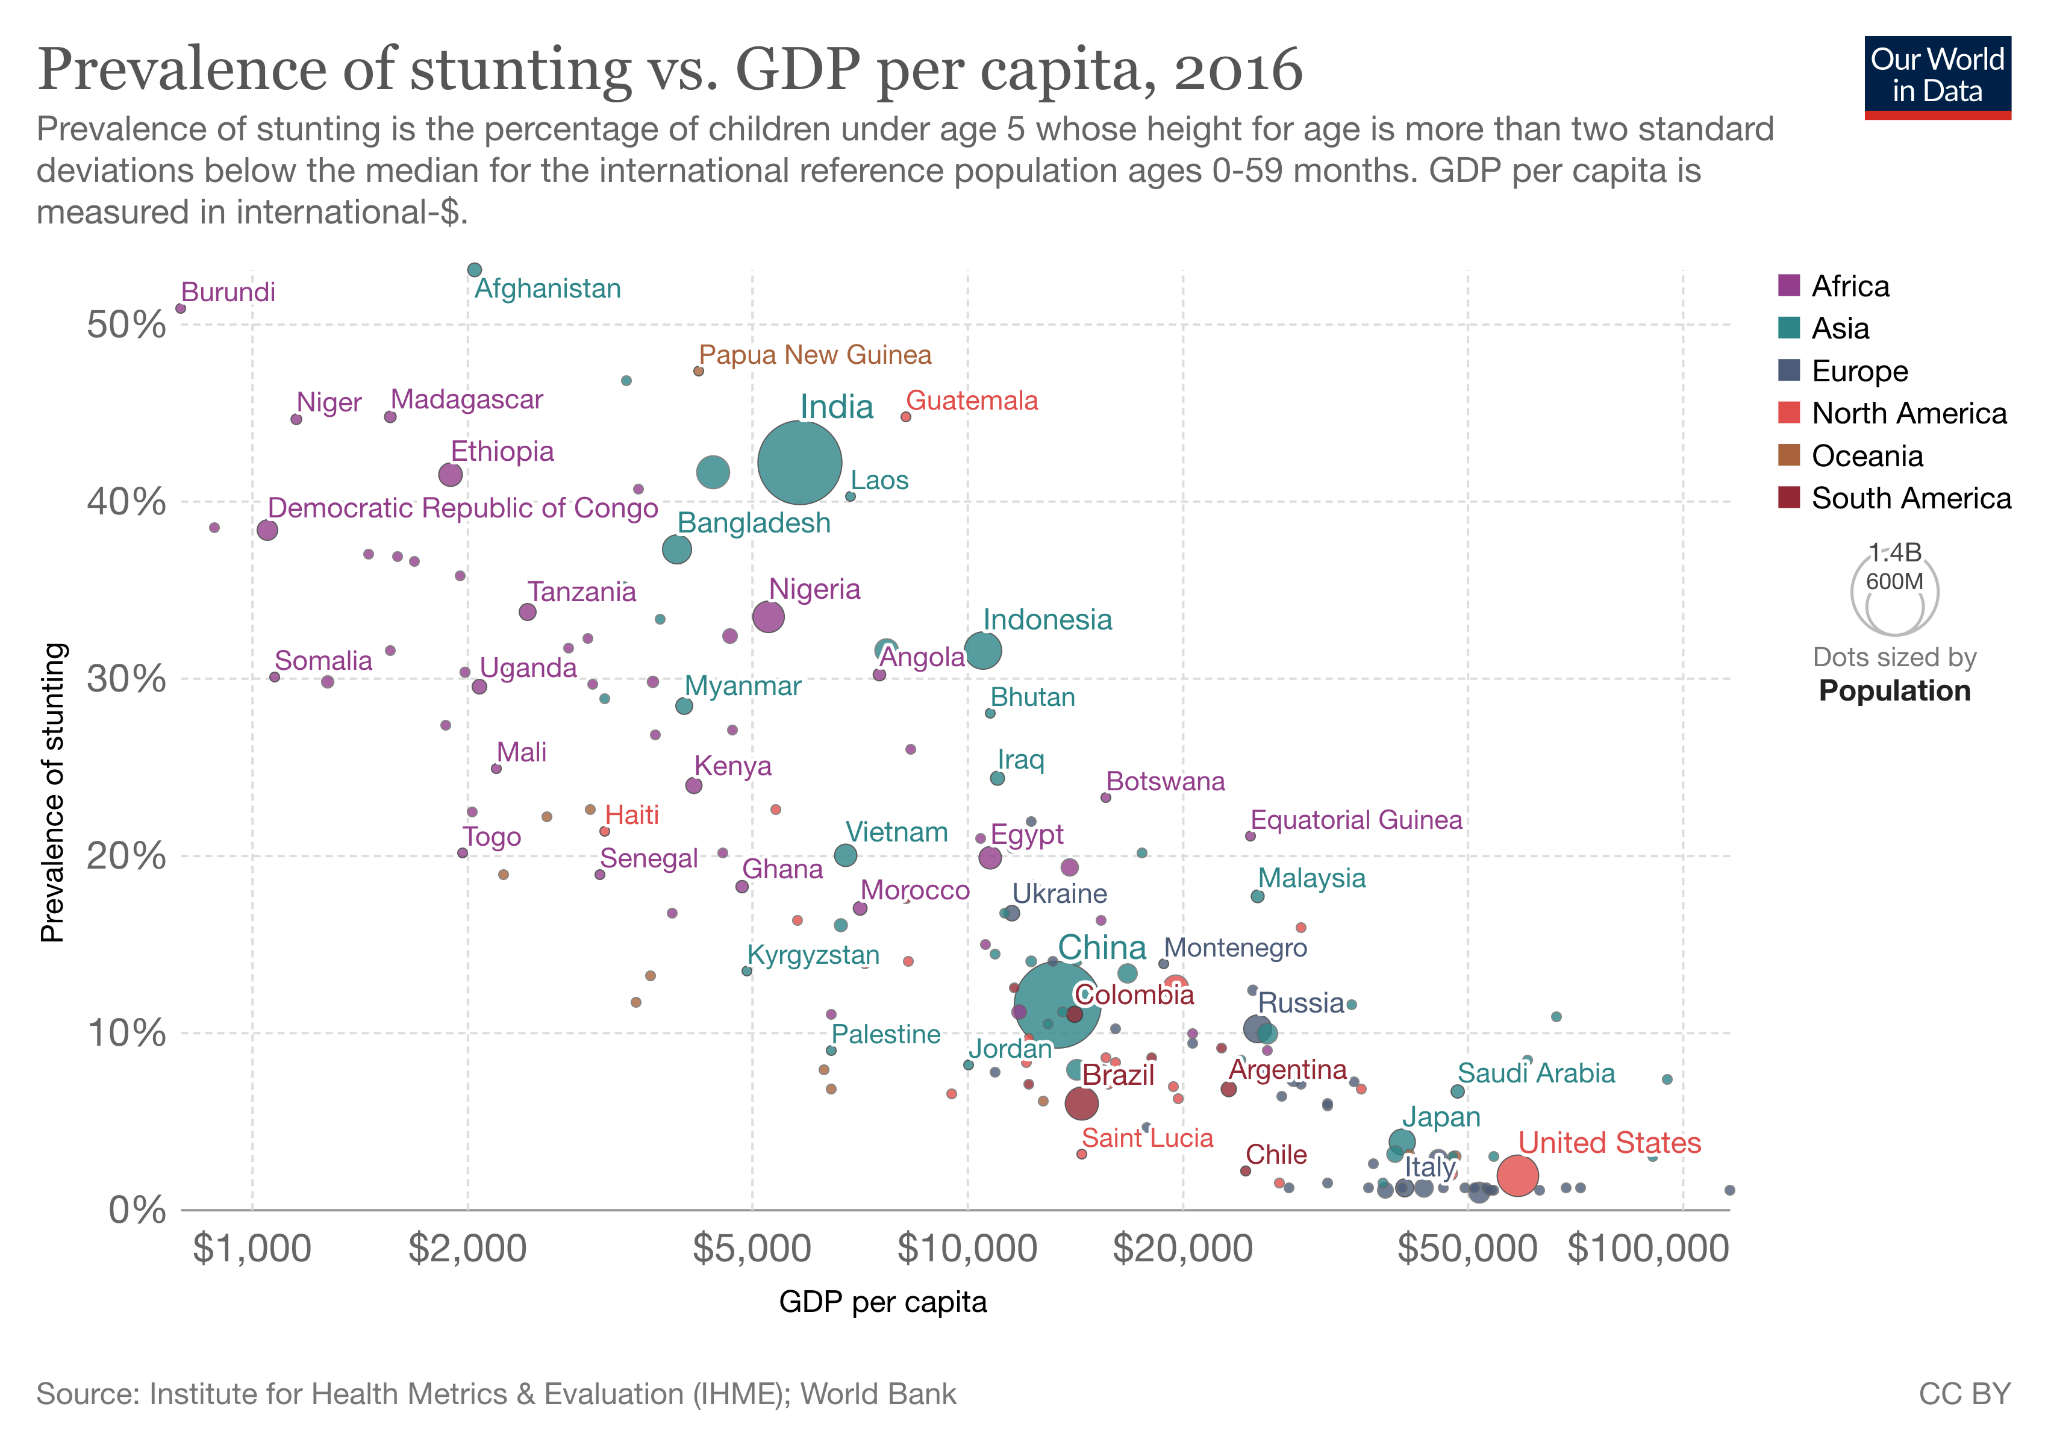 Prevalence of stunting vs. GDP per capita, 2016
Our World
in Data
Prevalence of stunting is the percentage of children under age 5 whose height for age is more than two standard
deviations below the median for the international reference population ages 0-59 months. GDP per capita is
measured in international-$.
Afghanistan
Burundi
50%
Papua New Guinea
Niger
Madagascar
India
Guatemala
Ethiopia
Laos
40%
Democratic Republic of Congo
Bangladesh
Tanzania
Nigeria
Indonesia
Somalia
Uganda
Angola
30%
Myanmar
Bhutan
Mali
Kenya
Iraq
Botswana
Haiti
Equatorial Guinea
Togo
Vietnam
Egypt
20%
Senegal
Ghana
Malaysia
Morocco
Ukraine
Kyrgyzstan
China
Montenegro
Colombia
Russia
10%
Palestine
Jordan
Brazil
Argentina
Saudi Arabia
Japan
Saint Lucia
Chile
Italy
United States
0%
Prevalence of stunting
$1,000
$2,000
$5,000
$10,000
$20,000
$50,000
$100,000
GDP per capita
Africa
Asia
Europe
North America
Oceania
South America
1.4B
600M
Dots sized by
Population
Source: Institute for Health Metrics & Evaluation (IHME); World Bank
CC BY